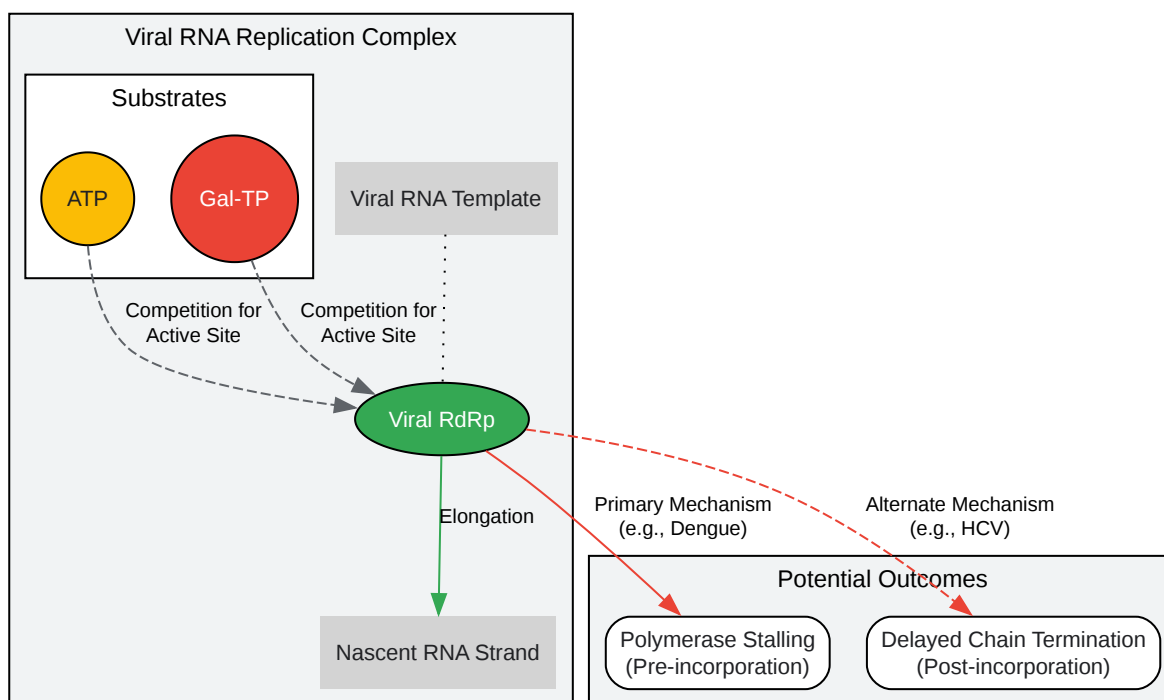 Viral RNA Replication Complex
Substrates
ATP
Gal-TP
Viral RNA Template
Competition for
Active Site
Competition for
Active Site
Viral RdRp
Elongation
Primary Mechanism
(e.g., Dengue)
Alternate Mechanism
(e.g., HCV)
Potential Outcomes
Nascent RNA Strand
Polymerase Stalling
(Pre-incorporation)
Delayed Chain Termination
(Post-incorporation)